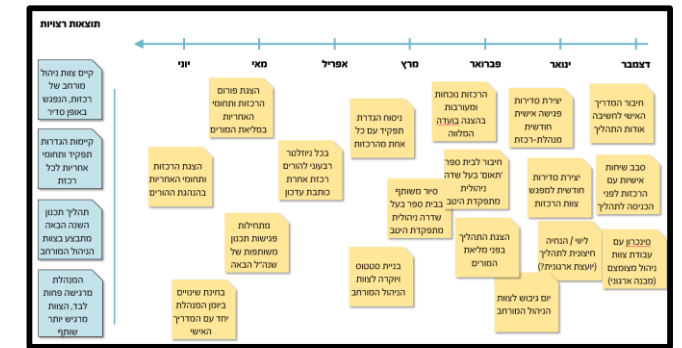 תוצאות רצויות
דצמבר
ינואר
פברואר
מרץ
אפריל
מאי
יוני
חיבור המדריך
האישי לחשיבה
אודות התהליך
סבב שיחות
אישיות עם
הרכזות לפני
הכניסה לתהליך
סינכרון עם
עבודת צוות
ניהול מצומצם
(מבנה ארגוני)
יצירת סדירות
פגישה אישית
חודשית
מנהלת-רכזת
יצירת סדירות
חודשית למפגש
צוות הרכזות
ליווי / הנחיה
חיצונית לתהליך
(יועצת ארגונית?)
יום גיבוש לצוות
הניהול המורחב
הרכזות נוכחות
ומעורבות
בהצגה בועדה
המלווה
חיבור לבית ספר
'תאום' בעל שדרה
ניהולית
מתפקדת היטב
הצגת התהליך
בפני מליאת
המורים
ניסוח הגדרת
תפקיד עם כל
אחת מהרכזות
סיור משותף
בבית ספר בעל
שדרה ניהולית
מתפקדת היטב
בניית סטטוס
ויוקרה לצוות
הניהול המורחב
בכל ניוזלטר
רבעוני להורים
רכזת אחרת
כותבת עדכון
הצגת פורום
הרכזות ותחומי
האחריות
במליאת המורים
מתחילות
פגישות תכנון
משותפות של
שנה"ל הבאה
הצגת הרכזות
ותחומי האחריות
בהנהגת ההורים
בחינת שינויים
ביומן המנהלת
יחד עם המדריך
האישי
קיים צוות ניהול
מורחב של
רכזות, הנפגש
באופן סדיר
קיימות הגדרות
תפקיד ותחומי
אחריות לכל
רכזת
תהליך תכנון
השנה הבאה
מתבצע בצוות
הניהול המורחב
המנהלת
מרגישה פחות
לבד, הצוות
מרגיש יותר
שותף